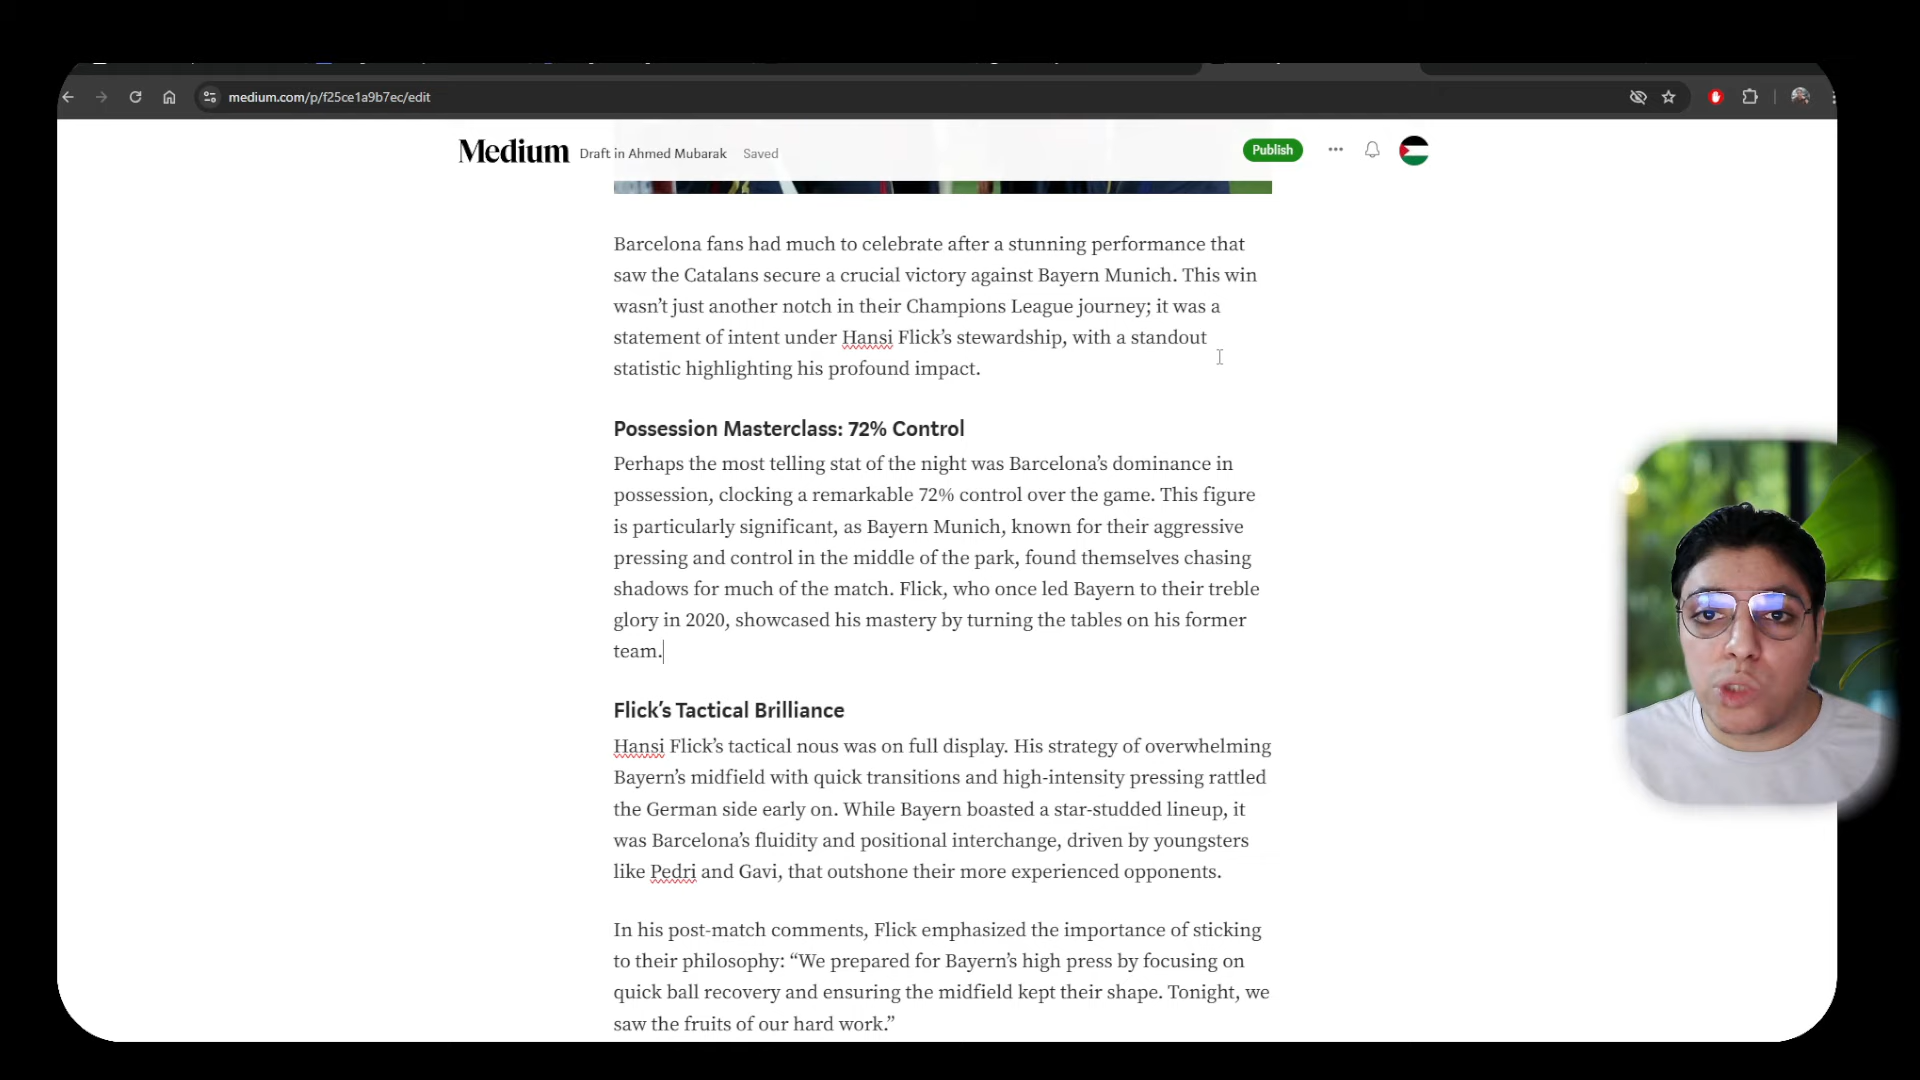 medium.com/p/f25ce1a9b7ec/edit
Medium Draft in Ahmed Mubarak Saved Publish
Barcelona fans had much to celebrate after a stunning performance that
saw the Catalans secure a crucial victory against Bayern Munich. This win
wasn’t just another notch in their Champions League journey; it was a
statement of intent under Hansi Flick’s stewardship, with a standout
statistic highlighting his profound impact.
Possession Masterclass: 72% Control
Perhaps the most telling stat of the night was Barcelona’s dominance in
possession, clocking a remarkable 72% control over the game. This figure
is particularly significant, as Bayern Munich, known for their aggressive
pressing and control in the middle of the park, found themselves chasing
shadows for much of the match. Flick, who once led Bayern to their treble
glory in 2020, showcased his mastery by turning the tables on his former
team.
Flick’s Tactical Brilliance
Hansi Flick’s tactical nous was on full display. His strategy of overwhelming
Bayern’s midfield with quick transitions and high-intensity pressing rattled
the German side early on. While Bayern boasted a star-studded lineup, it
was Barcelona’s fluidity and positional interchange, driven by youngsters
like Pedri and Gavi, that outshone their more experienced opponents.
In his post-match comments, Flick emphasized the importance of sticking
to their philosophy: “We prepared for Bayern’s high press by focusing on
quick ball recovery and ensuring the midfield kept their shape. Tonight, we
saw the fruits of our hard work.”